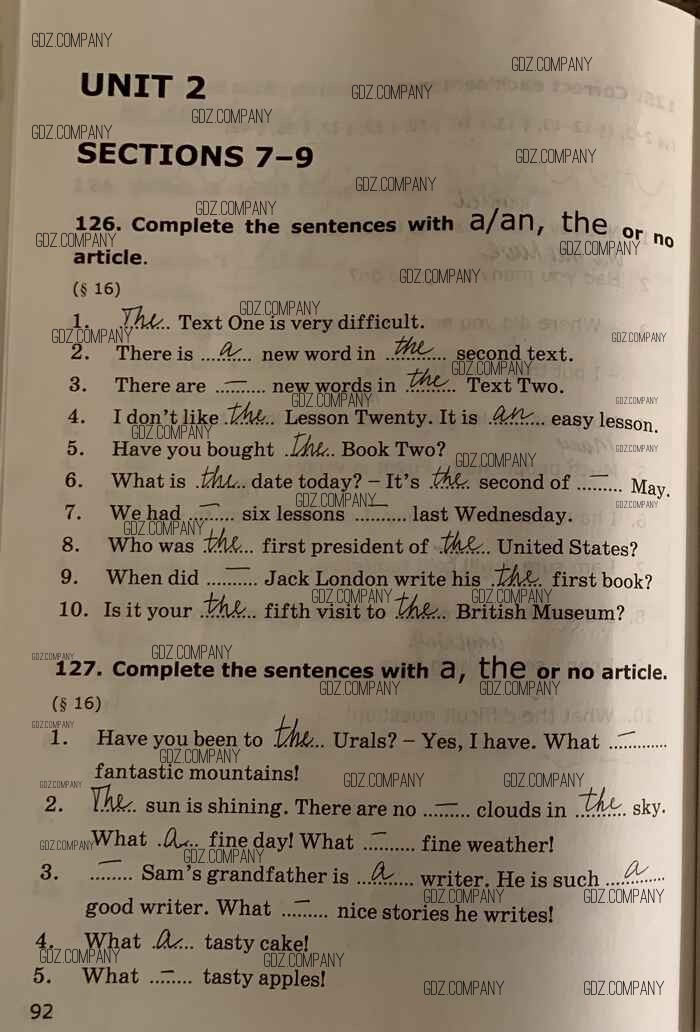 UNIT 2
SECTIONS 7–9
126. Complete the sentences with a/an, the or no
article.
(§ 16)
1. .The... Text One is very difficult.
2. There is ...a... new word in ...the... second text.
3. There are ...–... new words in ...the... Text Two.
4. I don't like .the... Lesson Twenty. It is .an... easy lesson.
5. Have you bought .The.. Book Two?
6. What is .the.. date today? – It's .the. second of ...–... May.
7. We had ...–... six lessons ...–... last Wednesday.
8. Who was the... first president of .the... United States?
9. When did ...–... Jack London write his .the.. first book?
10. Is it your .the... fifth visit to the... British Museum?
127. Complete the sentences with a, the or no article.
(§ 16)
1. Have you been to the... Urals? – Yes, I have. What ...–...
fantastic mountains!
2. The... sun is shining. There are no ...–... clouds in .the... sky.
What .a... fine day! What ...–... fine weather!
3. ...–... Sam's grandfather is .a... writer. He is such ...a...
good writer. What ...–... nice stories he writes!
4. What .a... tasty cake!
5. What ...–... tasty apples!
92
GDZ.COMPANY